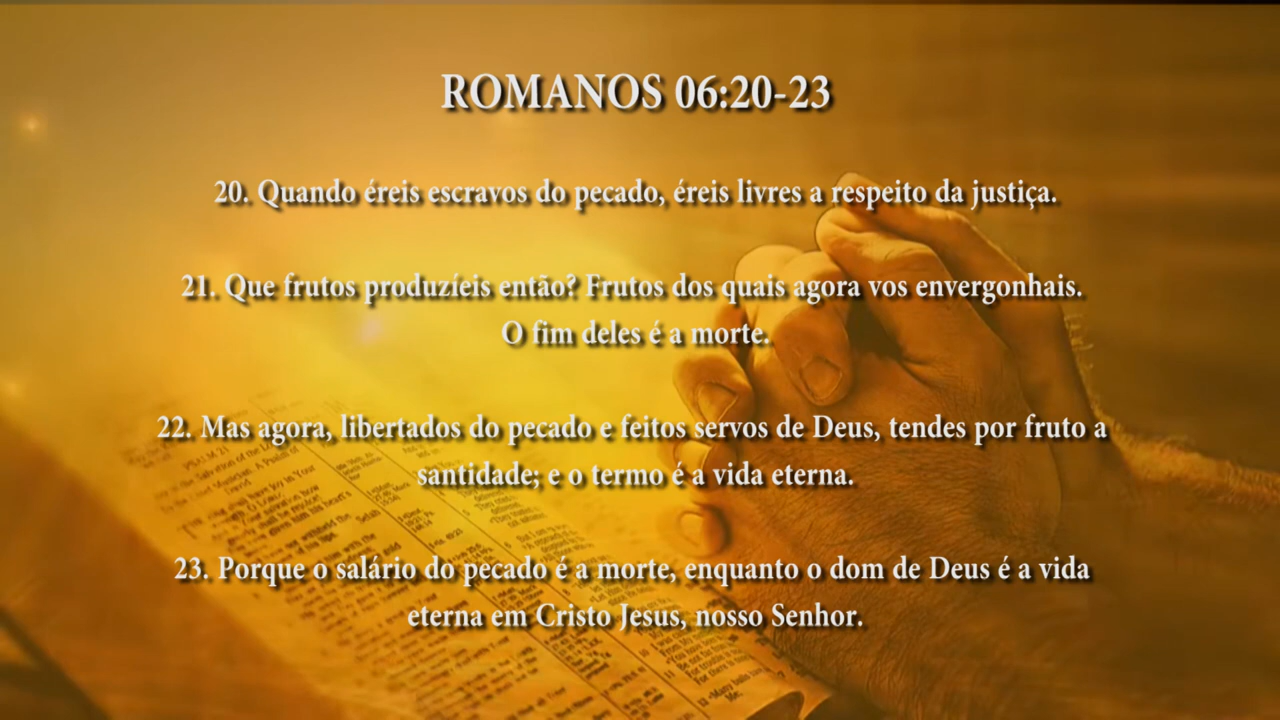 ROMANOS 06:20-23
20. Quando éreis escravos do pecado, éreis livres a respeito da justiça.
21. Que frutos produzíeis então? Frutos dos quais agora vos envergonhais.
O fim deles é a morte.
22. Mas agora, libertados do pecado e feitos servos de Deus, tendes por fruto a
santidade; e o termo é a vida eterna.
23. Porque o salário do pecado é a morte, enquanto o dom de Deus é a vida
eterna em Cristo Jesus, nosso Senhor.